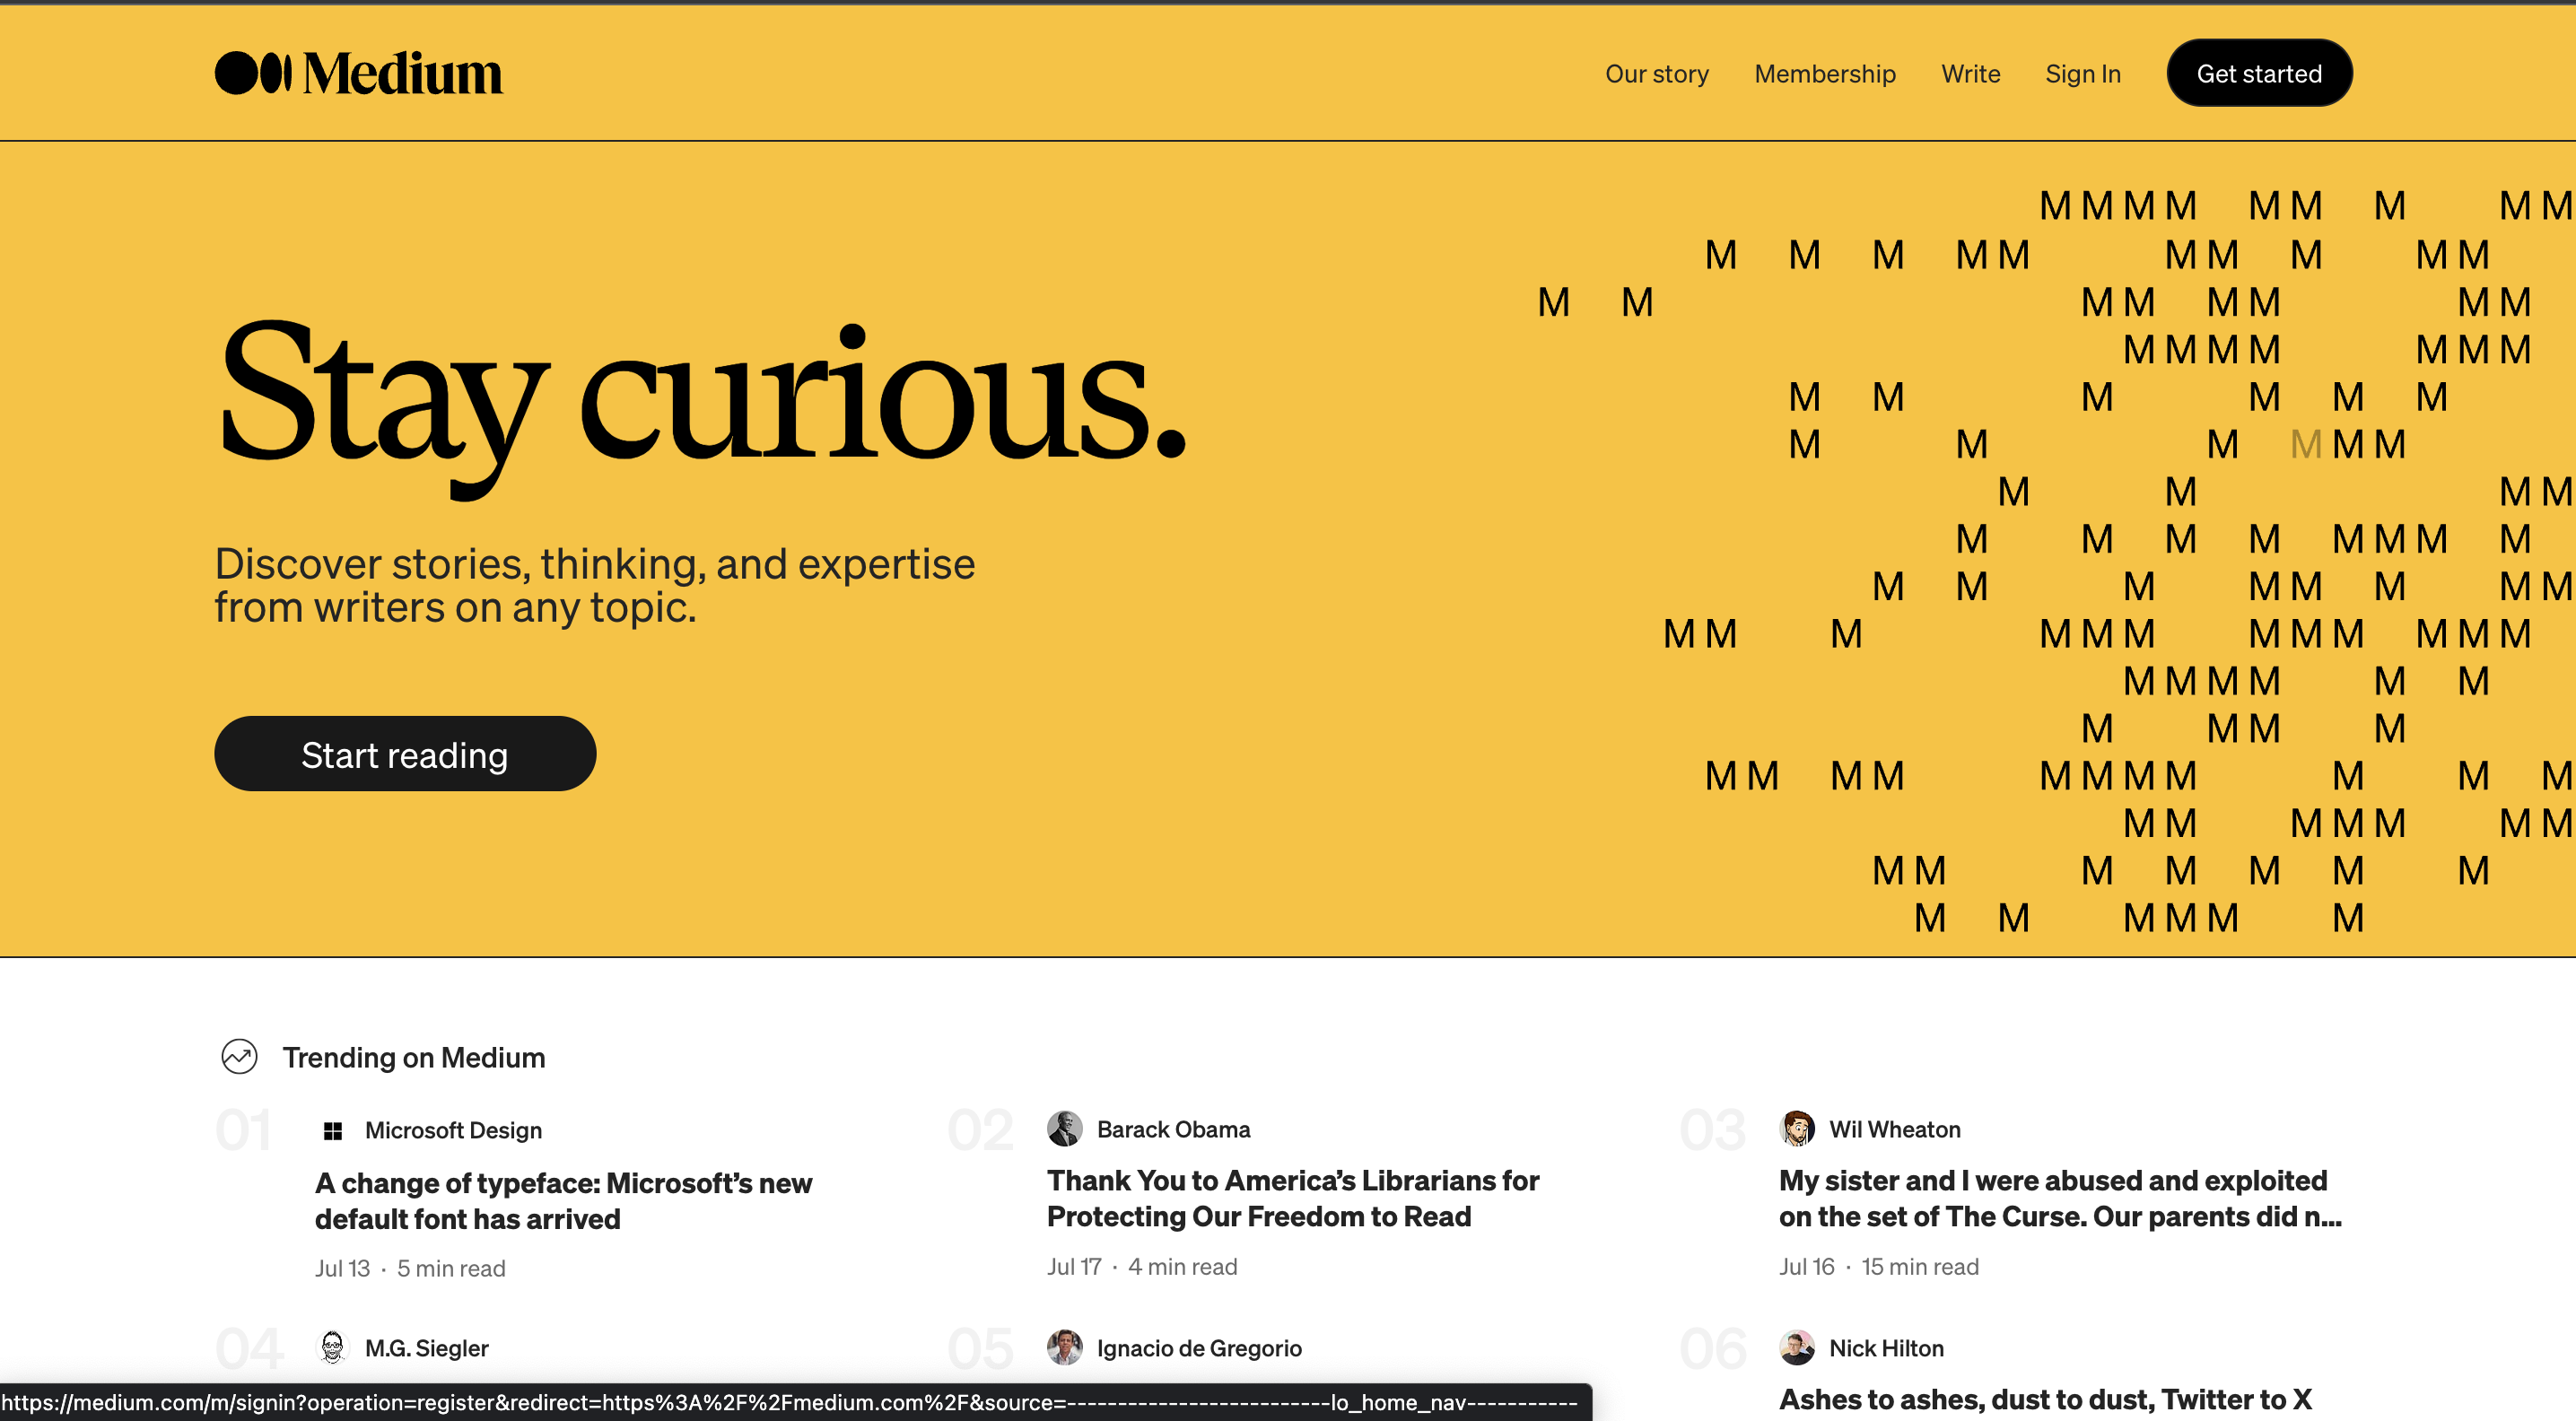 Medium
Our story Membership Write Sign In Get started
M M M M M M M M M
M M M M M M M M M M
M M M M M M M M
M M M M M M M
M M M M M M
M M M M M M
M M M M
M M M M M M M M
M M M M M M M M
M M M M M M M M M M M M
M M M M M M
M M M M
M M M M M M M M M M M
M M M M M M M
M M M M M M M
M M M M M M
Stay curious.
Discover stories, thinking, and expertise
from writers on any topic.
Start reading
Trending on Medium
01
Microsoft Design
A change of typeface: Microsoft’s new
default font has arrived
Jul 13 · 5 min read
02
Barack Obama
Thank You to America’s Librarians for
Protecting Our Freedom to Read
Jul 17 · 4 min read
03
Wil Wheaton
My sister and I were abused and exploited
on the set of The Curse. Our parents did n...
Jul 16 · 15 min read
04
M.G. Siegler
05
Ignacio de Gregorio
06
Nick Hilton
Ashes to ashes, dust to dust, Twitter to X
https://medium.com/m/signin?operation=register&redirect=https%3A%2F%2Fmedium.com%2F&source=--------------------------lo_home_nav-----------